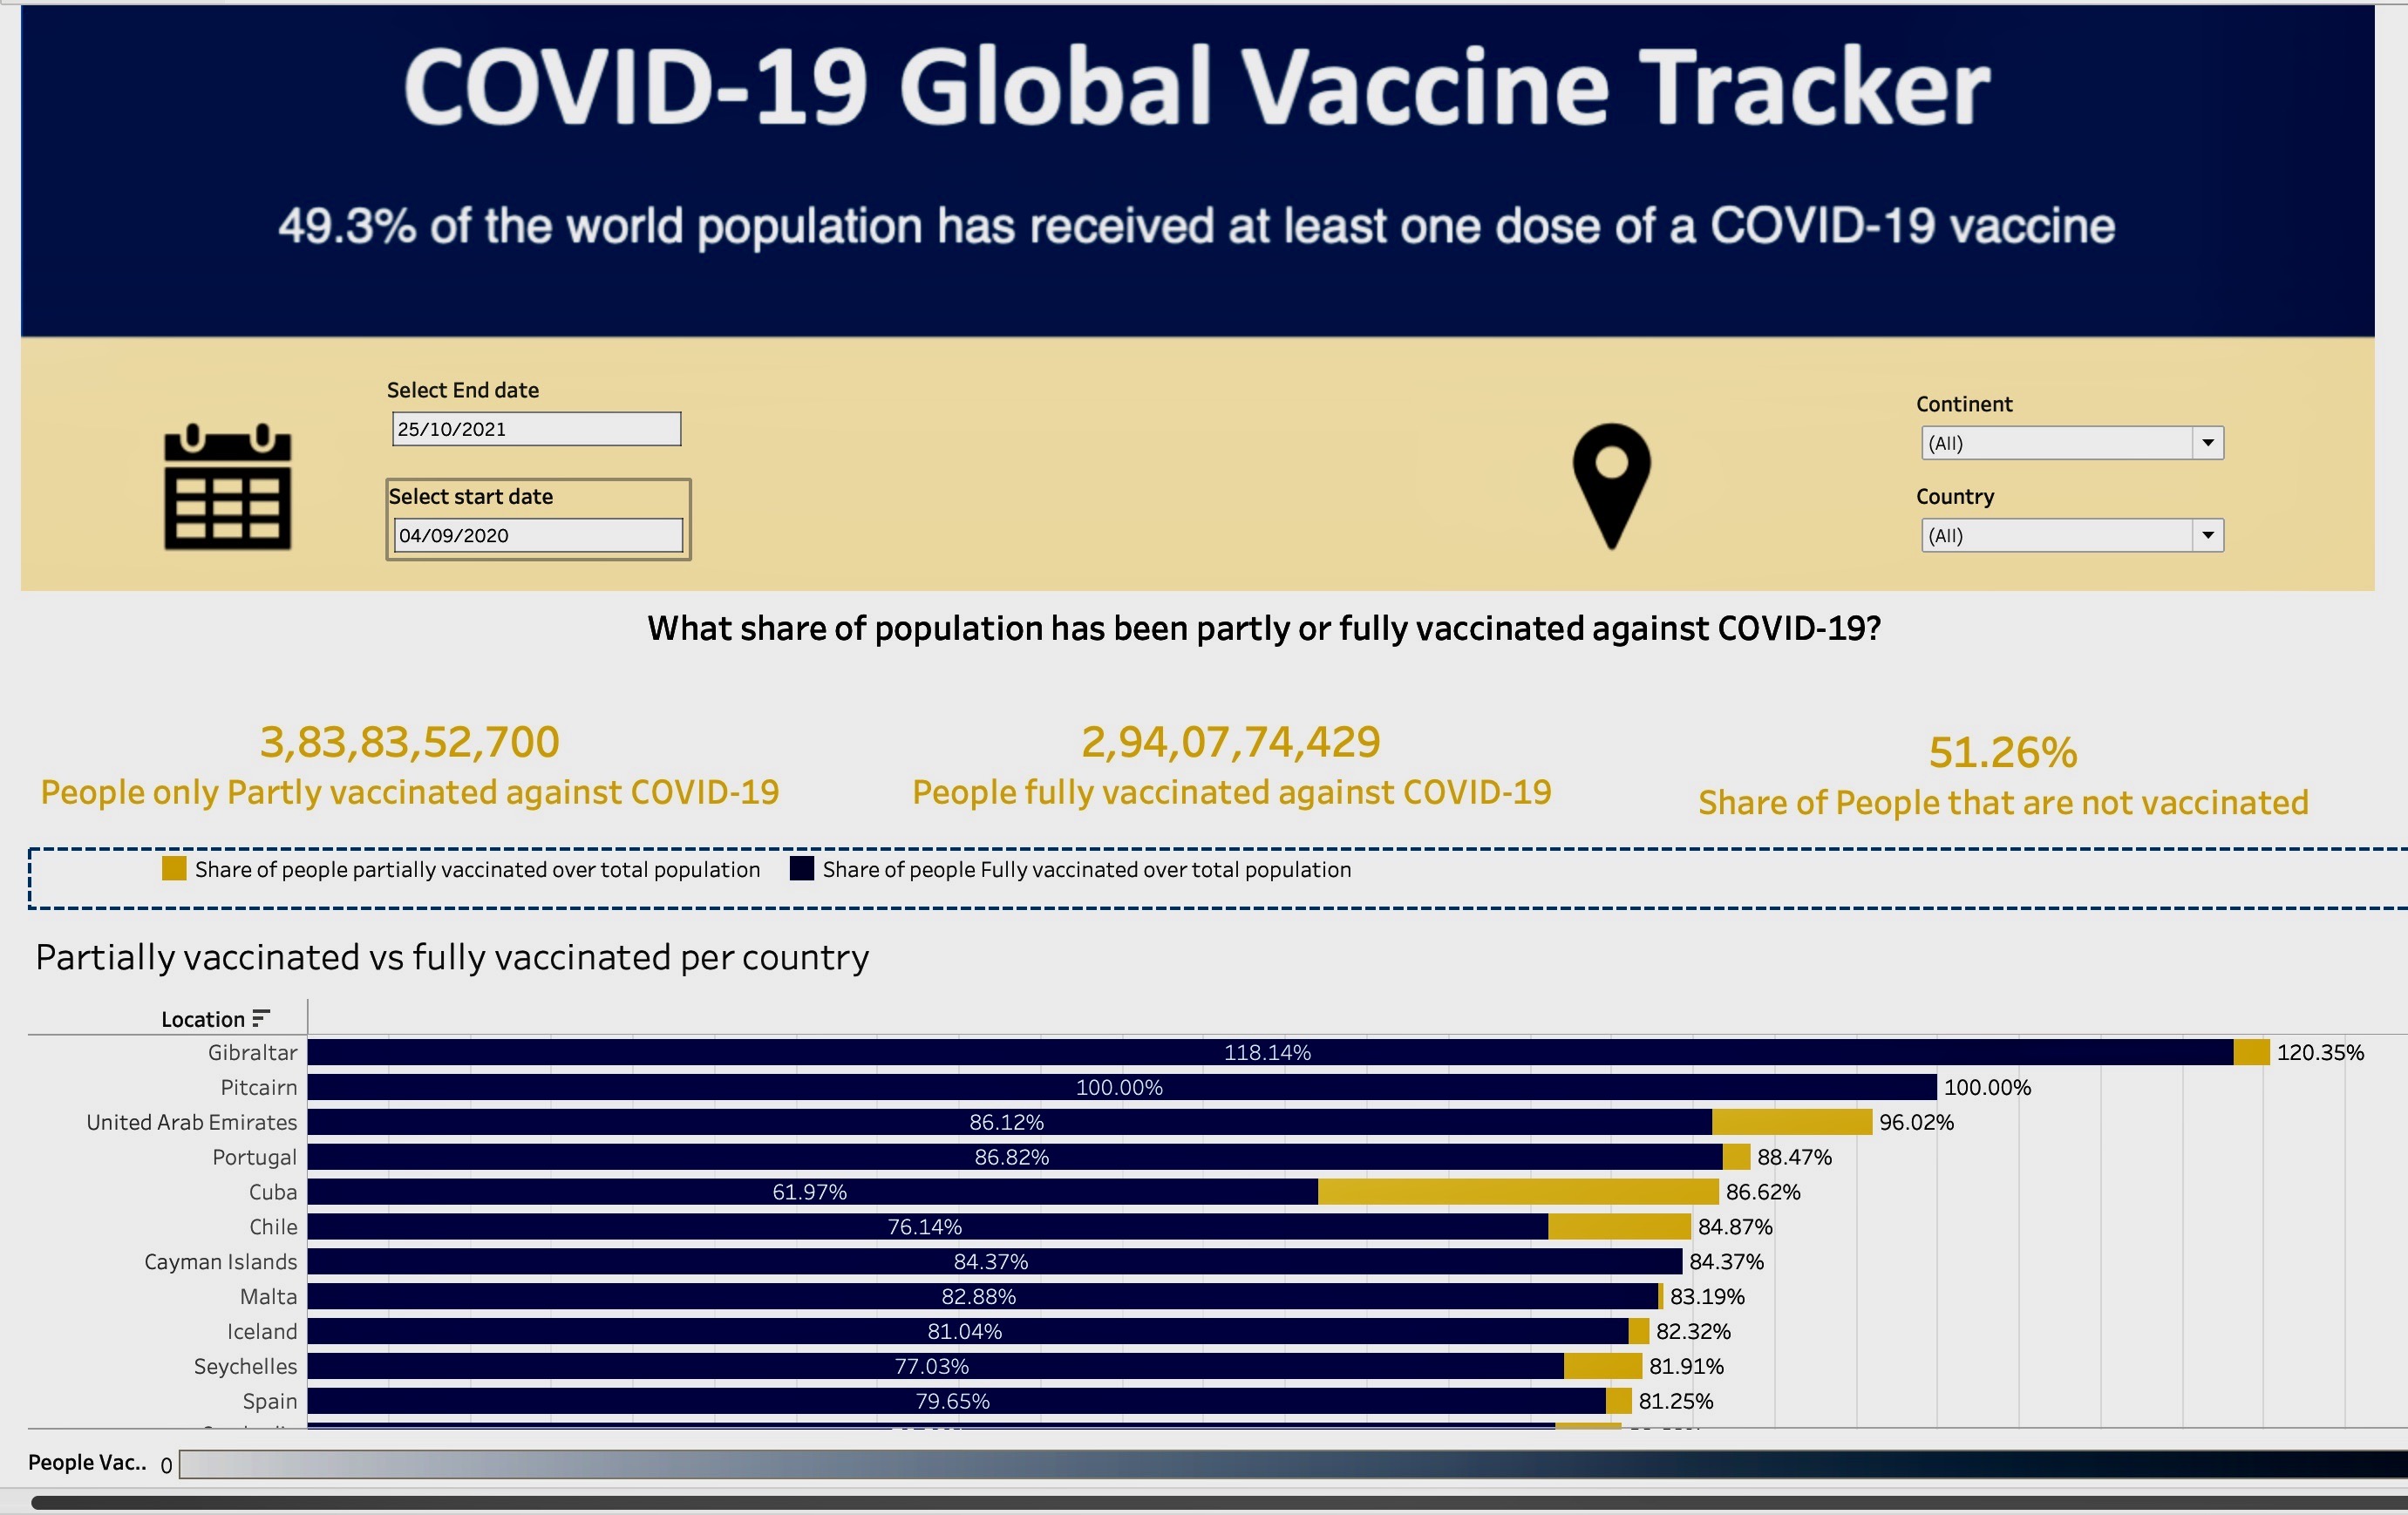 COVID-19 Global Vaccine Tracker
49.3% of the world population has received at least one dose of a COVID-19 vaccine
Select End date
25/10/2021
Select start date
04/09/2020
Continent
(All)
Country
(All)
What share of population has been partly or fully vaccinated against COVID-19?
3,83,83,52,700
People only Partly vaccinated against COVID-19
2,94,07,74,429
People fully vaccinated against COVID-19
51.26%
Share of People that are not vaccinated
Share of people partially vaccinated over total population
Share of people Fully vaccinated over total population
Partially vaccinated vs fully vaccinated per country
Location
Gibraltar 118.14% 120.35%
Pitcairn 100.00% 100.00%
United Arab Emirates 86.12% 96.02%
Portugal 86.82% 88.47%
Cuba 61.97% 86.62%
Chile 76.14% 84.87%
Cayman Islands 84.37% 84.37%
Malta 82.88% 83.19%
Iceland 81.04% 82.32%
Seychelles 77.03% 81.91%
Spain 79.65% 81.25%
People Vac.. 0